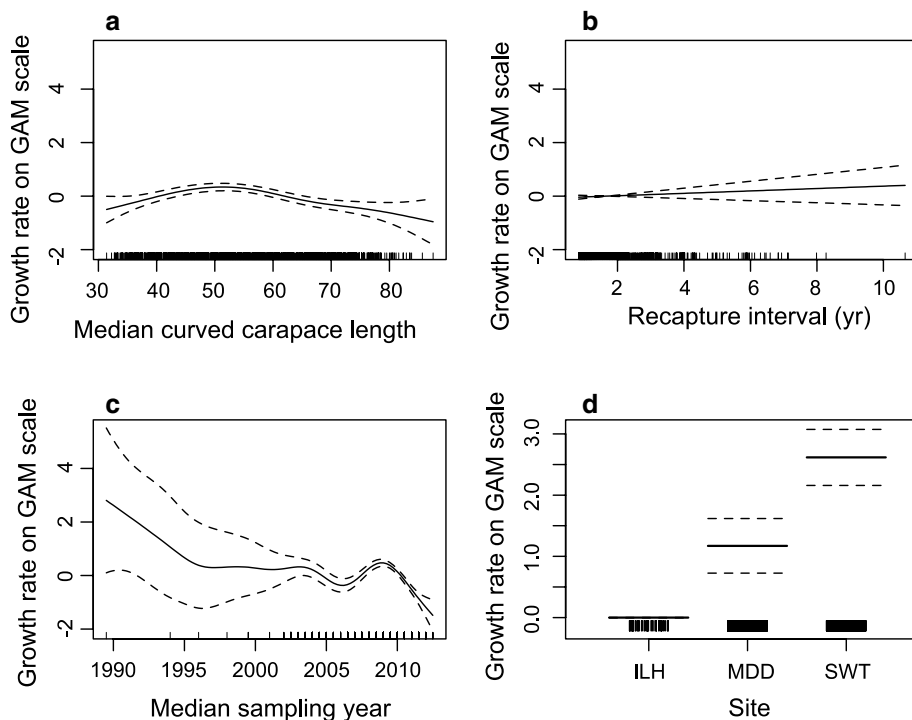 a
Growth rate on GAM scale
4
2
0
-2
30 40 50 60 70 80
Median curved carapace length
b
Growth rate on GAM scale
4
2
0
-2
2 4 6 8 10
Recapture interval (yr)
c
Growth rate on GAM scale
4
2
0
-2
1990 1995 2000 2005 2010
Median sampling year
d
Growth rate on GAM scale
3.0
2.0
1.0
0.0
ILH MDD SWT
Site